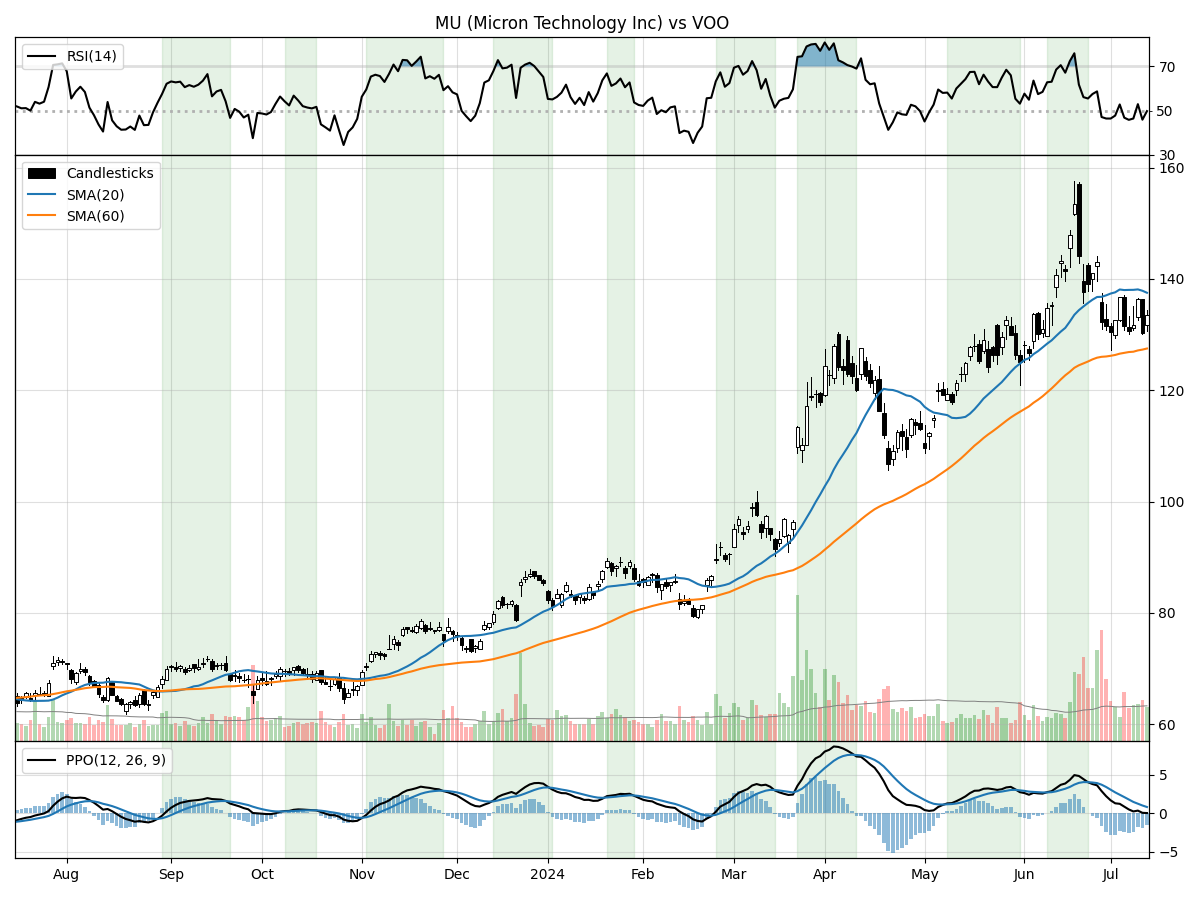 MU (Micron Technology Inc) vs VOO
RSI(14)
70
50
30
Candlesticks
SMA(20)
SMA(60)
160
140
120
100
80
60
PPO(12, 26, 9)
5
0
−5
Aug Sep Oct Nov Dec 2024 Feb Mar Apr May Jun Jul